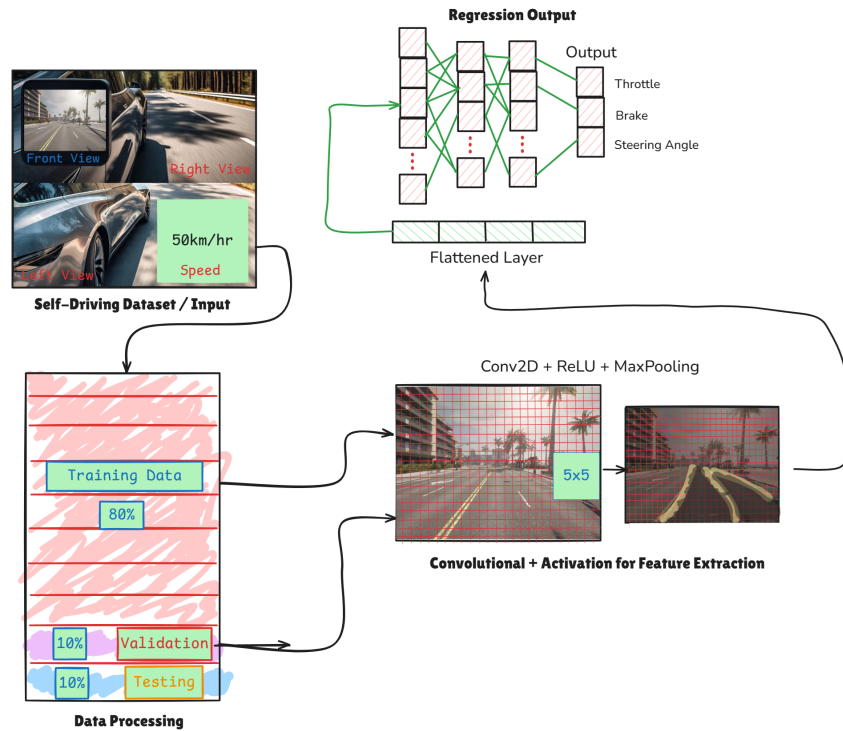 Regression Output
Output
Throttle
Brake
Steering Angle
Flattened Layer
Front View
Right View
Left View
50km/hr
Speed
Self-Driving Dataset / Input
Training Data
80%
10%
Validation
10%
Testing
Data Processing
Conv2D + ReLU + MaxPooling
5x5
Convolutional + Activation for Feature Extraction